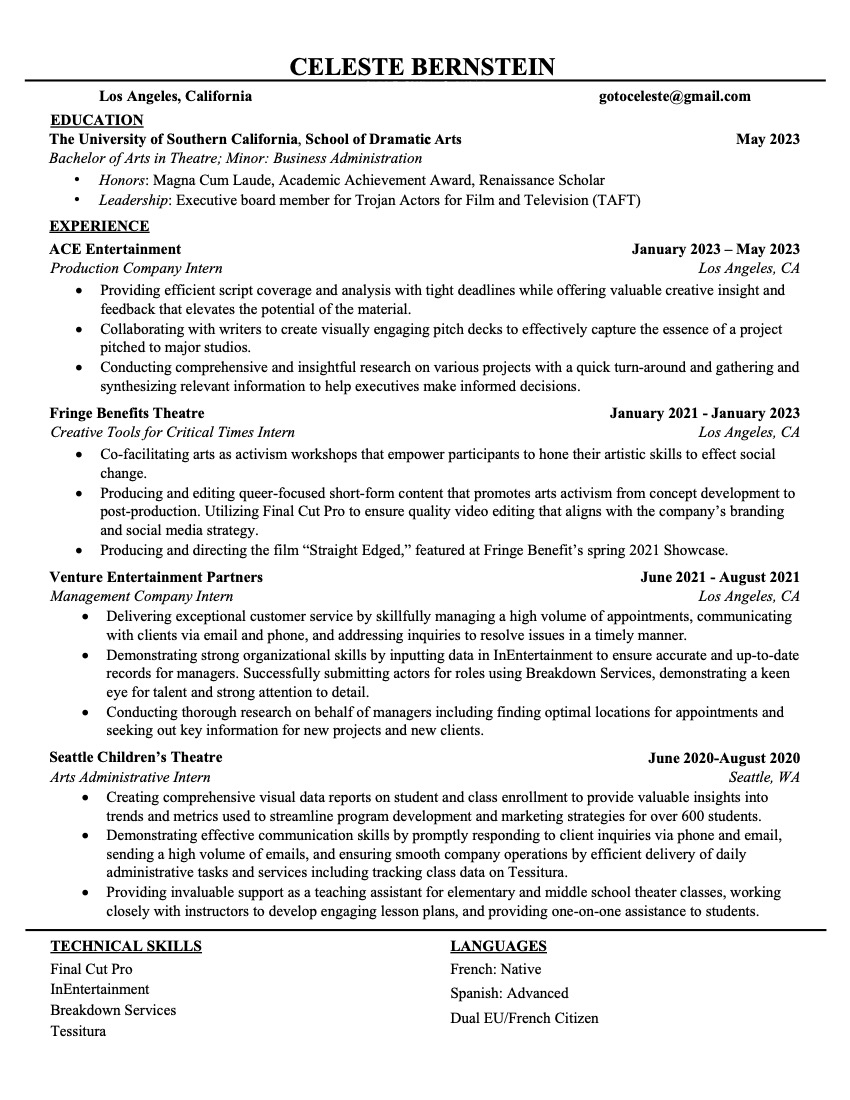 CELESTE BERNSTEIN
Los Angeles, California gotoceleste@gmail.com
EDUCATION
The University of Southern California, School of Dramatic Arts May 2023
Bachelor of Arts in Theatre; Minor: Business Administration
• Honors: Magna Cum Laude, Academic Achievement Award, Renaissance Scholar
• Leadership: Executive board member for Trojan Actors for Film and Television (TAFT)
EXPERIENCE
ACE Entertainment January 2023 – May 2023
Production Company Intern Los Angeles, CA
• Providing efficient script coverage and analysis with tight deadlines while offering valuable creative insight and
feedback that elevates the potential of the material.
• Collaborating with writers to create visually engaging pitch decks to effectively capture the essence of a project
pitched to major studios.
• Conducting comprehensive and insightful research on various projects with a quick turn-around and gathering and
synthesizing relevant information to help executives make informed decisions.
Fringe Benefits Theatre January 2021 - January 2023
Creative Tools for Critical Times Intern Los Angeles, CA
• Co-facilitating arts as activism workshops that empower participants to hone their artistic skills to effect social
change.
• Producing and editing queer-focused short-form content that promotes arts activism from concept development to
post-production. Utilizing Final Cut Pro to ensure quality video editing that aligns with the company’s branding
and social media strategy.
• Producing and directing the film “Straight Edged,” featured at Fringe Benefit’s spring 2021 Showcase.
Venture Entertainment Partners June 2021 - August 2021
Management Company Intern Los Angeles, CA
• Delivering exceptional customer service by skillfully managing a high volume of appointments, communicating
with clients via email and phone, and addressing inquiries to resolve issues in a timely manner.
• Demonstrating strong organizational skills by inputting data in InEntertainment to ensure accurate and up-to-date
records for managers. Successfully submitting actors for roles using Breakdown Services, demonstrating a keen
eye for talent and strong attention to detail.
• Conducting thorough research on behalf of managers including finding optimal locations for appointments and
seeking out key information for new projects and new clients.
Seattle Children’s Theatre June 2020-August 2020
Arts Administrative Intern Seattle, WA
• Creating comprehensive visual data reports on student and class enrollment to provide valuable insights into
trends and metrics used to streamline program development and marketing strategies for over 600 students.
• Demonstrating effective communication skills by promptly responding to client inquiries via phone and email,
sending a high volume of emails, and ensuring smooth company operations by efficient delivery of daily
administrative tasks and services including tracking class data on Tessitura.
• Providing invaluable support as a teaching assistant for elementary and middle school theater classes, working
closely with instructors to develop engaging lesson plans, and providing one-on-one assistance to students.
TECHNICAL SKILLS
Final Cut Pro
InEntertainment
Breakdown Services
Tessitura
LANGUAGES
French: Native
Spanish: Advanced
Dual EU/French Citizen